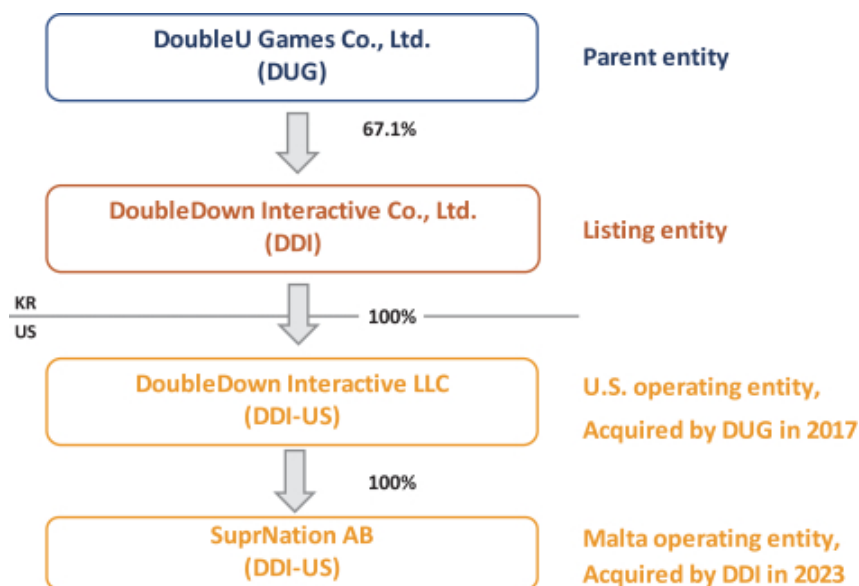 DoubleU Games Co., Ltd.
(DUG)
Parent entity
67.1%
DoubleDown Interactive Co., Ltd.
(DDI)
Listing entity
KR
US
100%
DoubleDown Interactive LLC
(DDI-US)
U.S. operating entity,
Acquired by DUG in 2017
100%
SuprNation AB
(DDI-US)
Malta operating entity,
Acquired by DDI in 2023